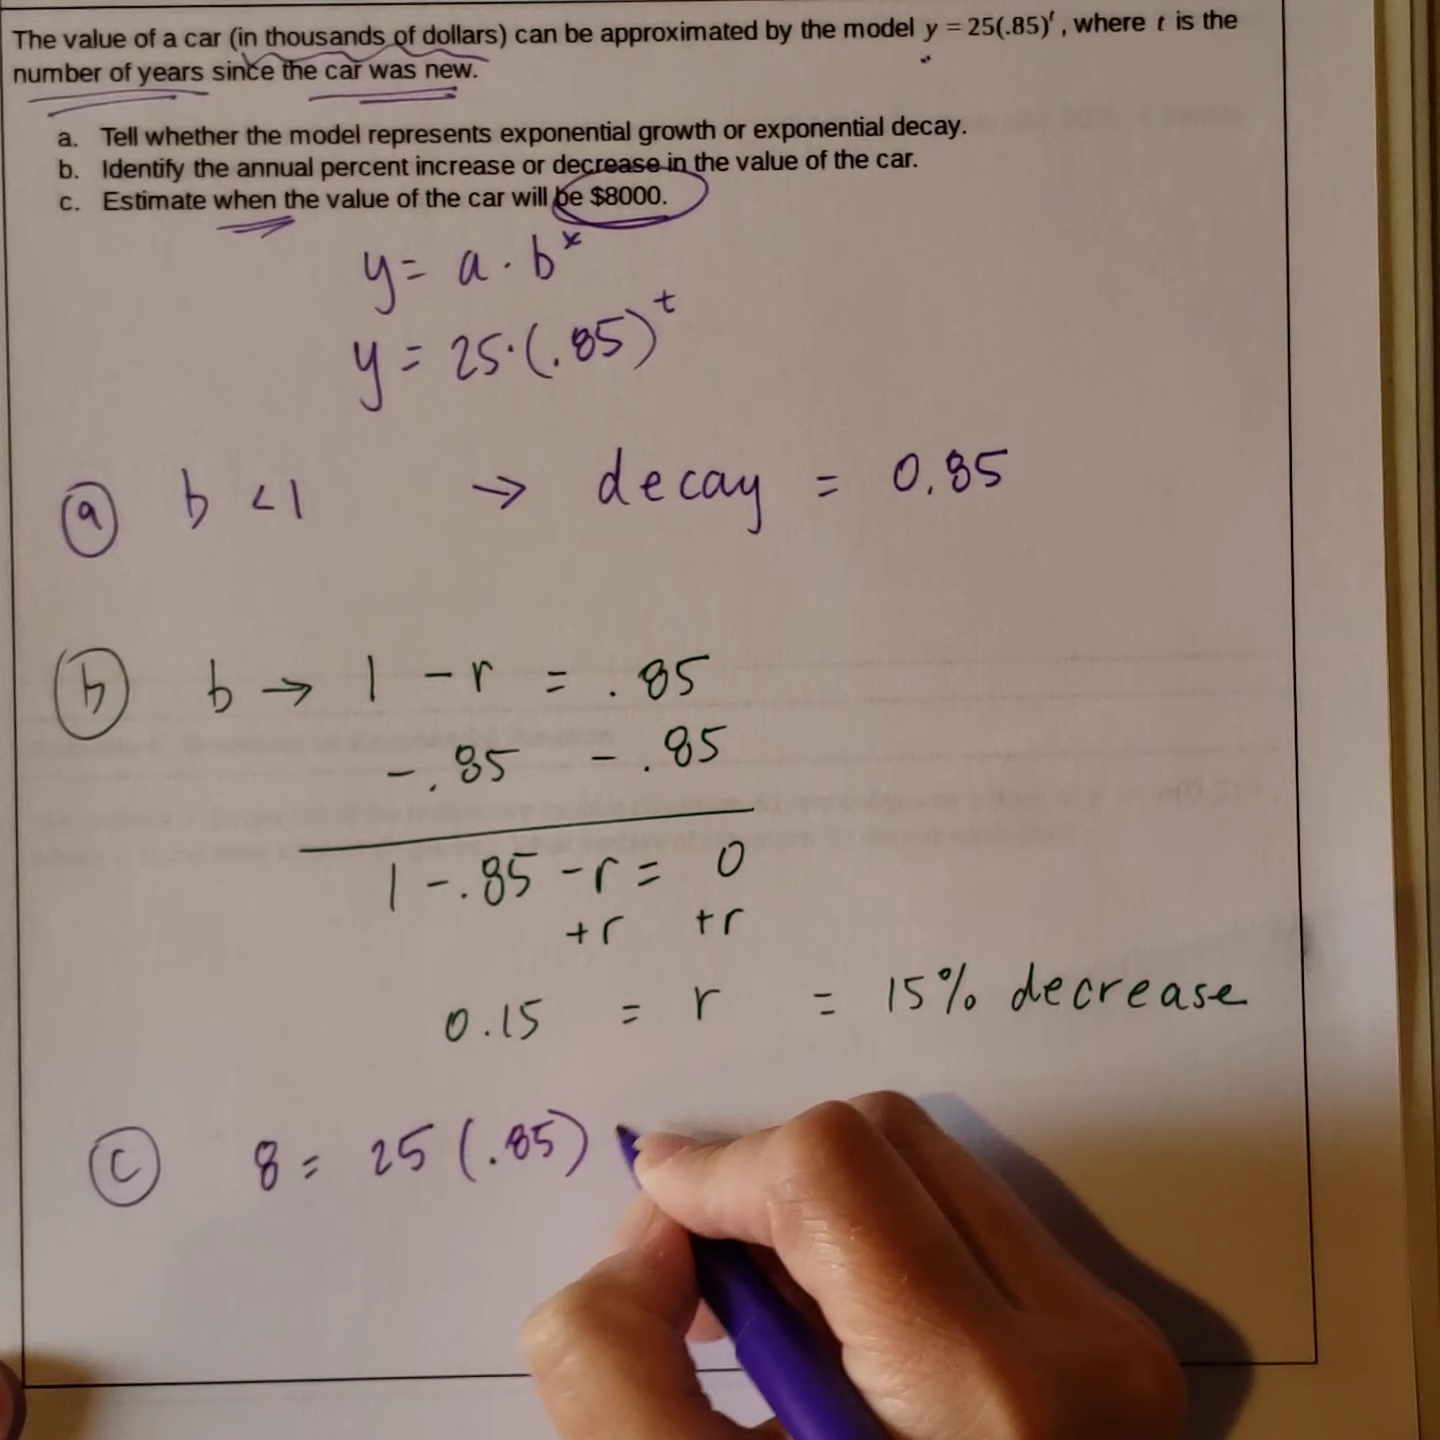 The value of a car (in thousands of dollars) can be approximated by the model y = 25(.85)^t, where t is the
number of years since the car was new.
a. Tell whether the model represents exponential growth or exponential decay.
b. Identify the annual percent increase or decrease in the value of the car.
c. Estimate when the value of the car will be $8000.
y = a · b^x
y = 25·(.85)^t
(a) b < 1 → decay = 0.85
(b) b → 1 - r = .85
-.85 -.85
1 -.85 - r = 0
+r +r
0.15 = r = 15% decrease
(c) 8 = 25 (.85)